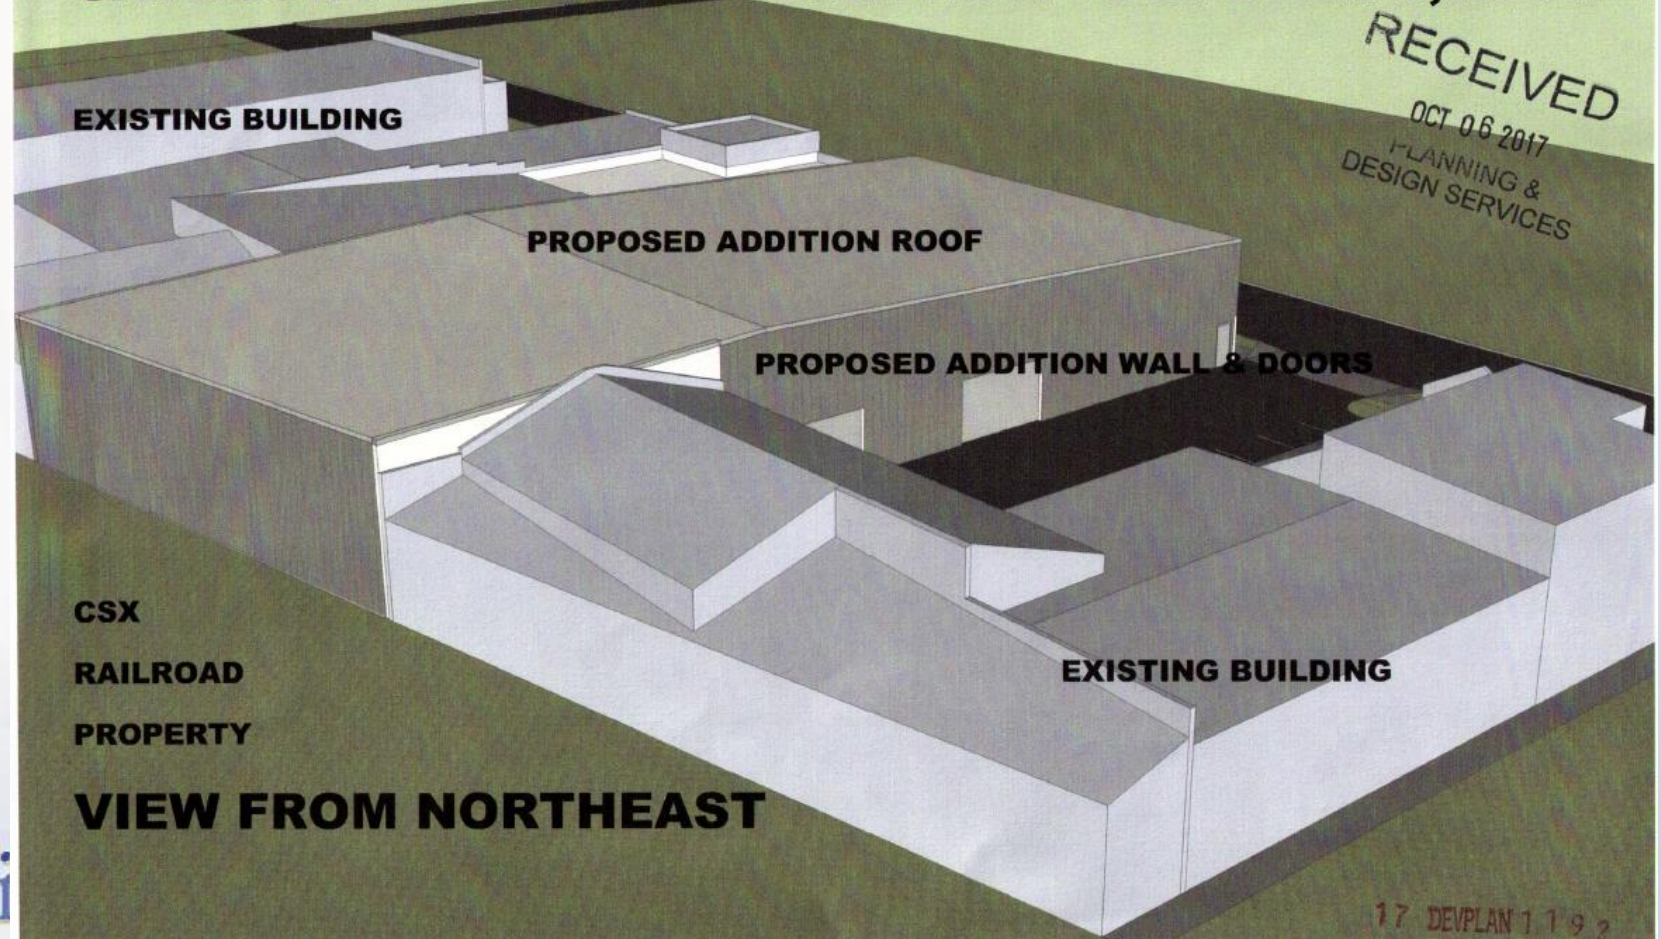 RECEIVED
OCT 06 2017
PLANNING &
DESIGN SERVICES
EXISTING BUILDING
PROPOSED ADDITION ROOF
PROPOSED ADDITION WALL & DOORS
EXISTING BUILDING
CSX
RAILROAD
PROPERTY
VIEW FROM NORTHEAST
17 DEVPLAN 1192